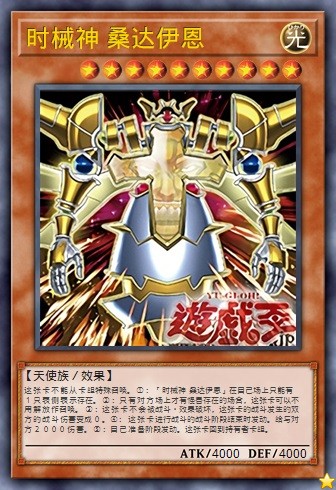 时械神 桑达伊恩
光
YU-GI-OH!
遊戯王
.JP
【天使族／效果】
这张卡不能从卡组特殊召唤。①：「时械神 桑达伊恩」在自己场上只能有
１只表侧表示存在。②：只有对方场上才有怪兽存在的场合，这张卡可以不
用解放作召唤。③：这张卡不会被战斗·效果破坏，这张卡的战斗发生的双
方的战斗伤害变成０。④：这张卡进行战斗的战斗阶段结束时发动。给与对
方２０００伤害。⑤：自己准备阶段发动。这张卡回到持有者卡组。
ATK/4000 DEF/4000